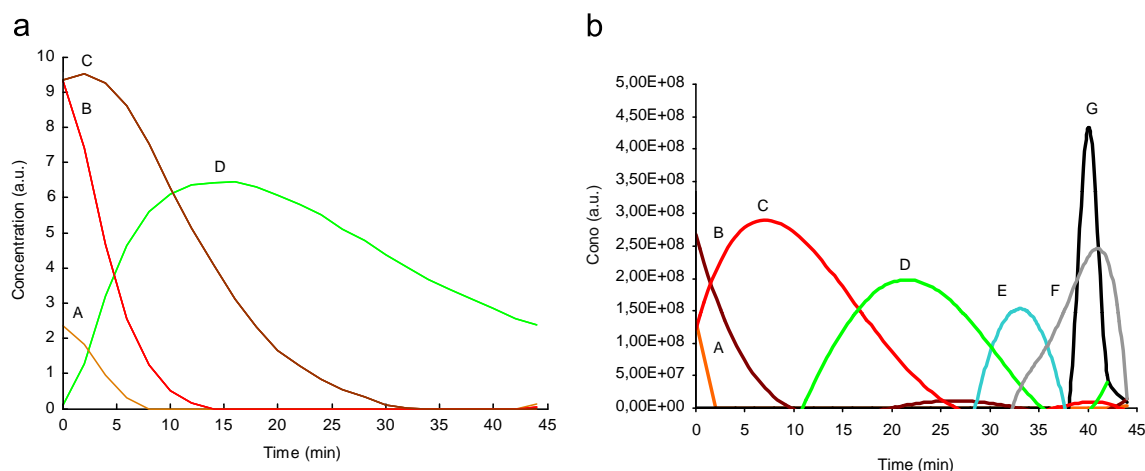 a
b
10
9
8
7
6
5
4
3
2
1
0
Concentration (a.u.)
C
B
A
D
0 5 10 15 20 25 30 35 40 45
Time (min)
5,00E+08
4,50E+08
4,00E+08
3,50E+08
3,00E+08
2,50E+08
2,00E+08
1,50E+08
1,00E+08
5,00E+07
0,00E+00
Cono (a.u.)
A
B
C
D
E
F
G
0 5 10 15 20 25 30 35 40 45
Time (min)